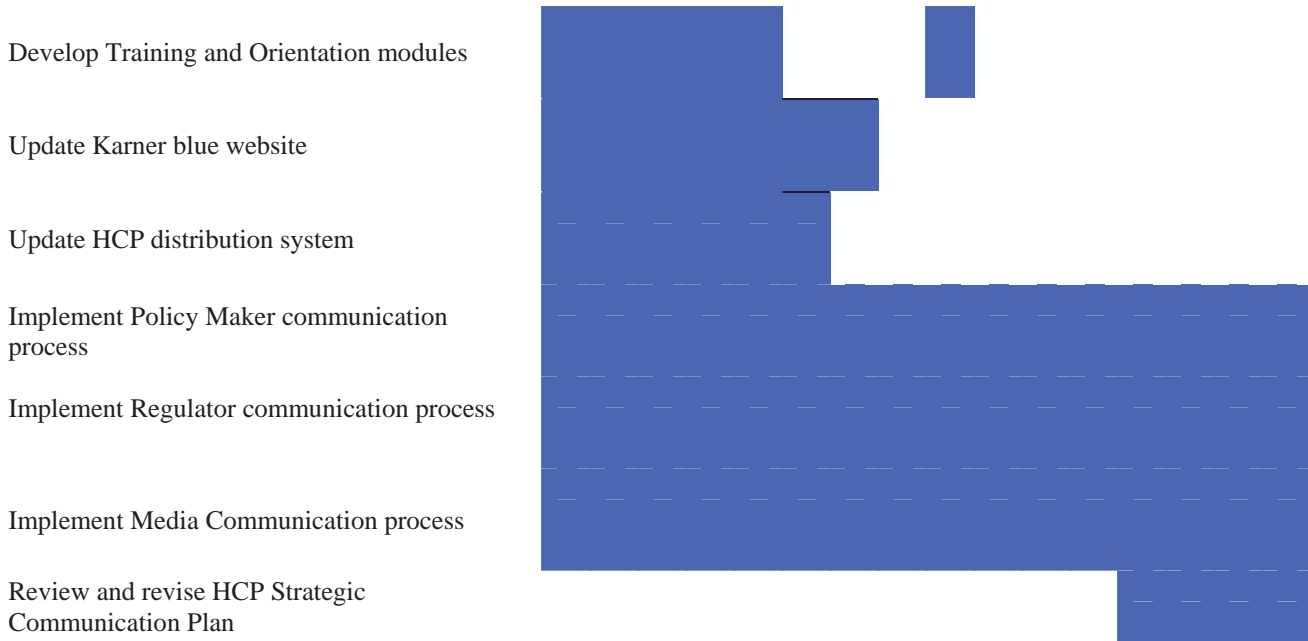 Develop Training and Orientation modules
Update Karner blue website
Update HCP distribution system
Implement Policy Maker communication
process
Implement Regulator communication process
Implement Media Communication process
Review and revise HCP Strategic
Communication Plan